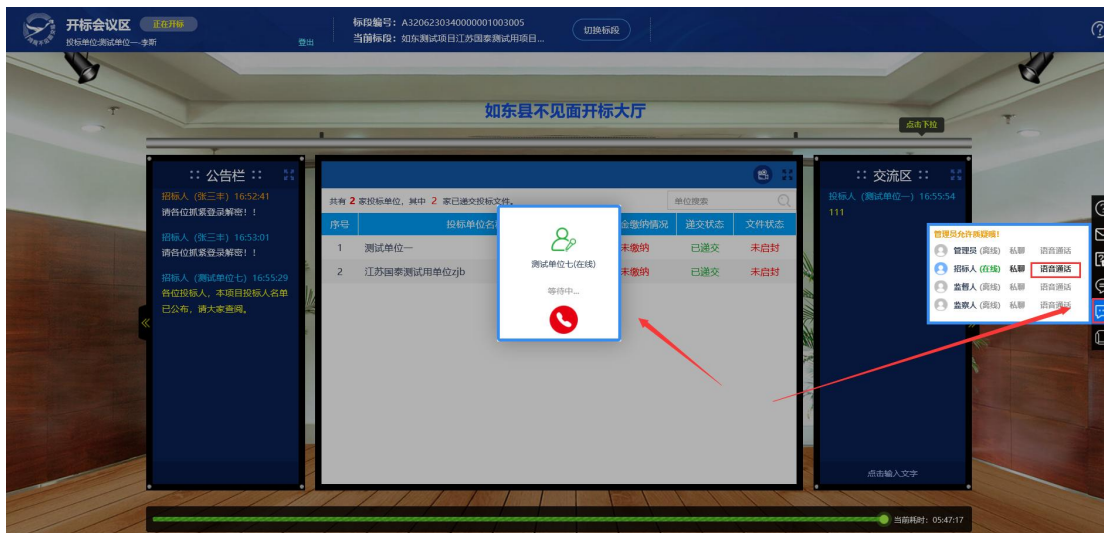 开标会议区 正在开标
投标单位:测试单位一-李斯 登出
标段编号：A3206230340000001003005
当前标段：如东测试项目江苏国泰测试用项目...
切换标段
如东县不见面开标大厅
点击下拉
:: 公告栏 ::
招标人（张三丰）16:52:41
请各位抓紧登录解密！！
招标人（张三丰）16:53:01
请各位抓紧登录解密！！
招标人（测试单位七）16:55:29
各位投标人，本项目投标人名单
已公布，请大家查阅。
共有 2 家投标单位，其中 2 家已递交投标文件。 单位搜索
序号 投标单位名 金缴纳情况 递交状态 文件状态
1 测试单位一 未缴纳 已递交 未启封
2 江苏国泰测试用单位zjb 未缴纳 已递交 未启封
测试单位七(在线)
等待中...
:: 交流区 ::
投标人（测试单位一）16:55:54
111
点击输入文字
管理员允许质疑哦!
管理员 (离线) 私聊 语音通话
招标人 (在线) 私聊 语音通话
监督人 (离线) 私聊 语音通话
监察人 (离线) 私聊 语音通话
当前耗时：05:47:17